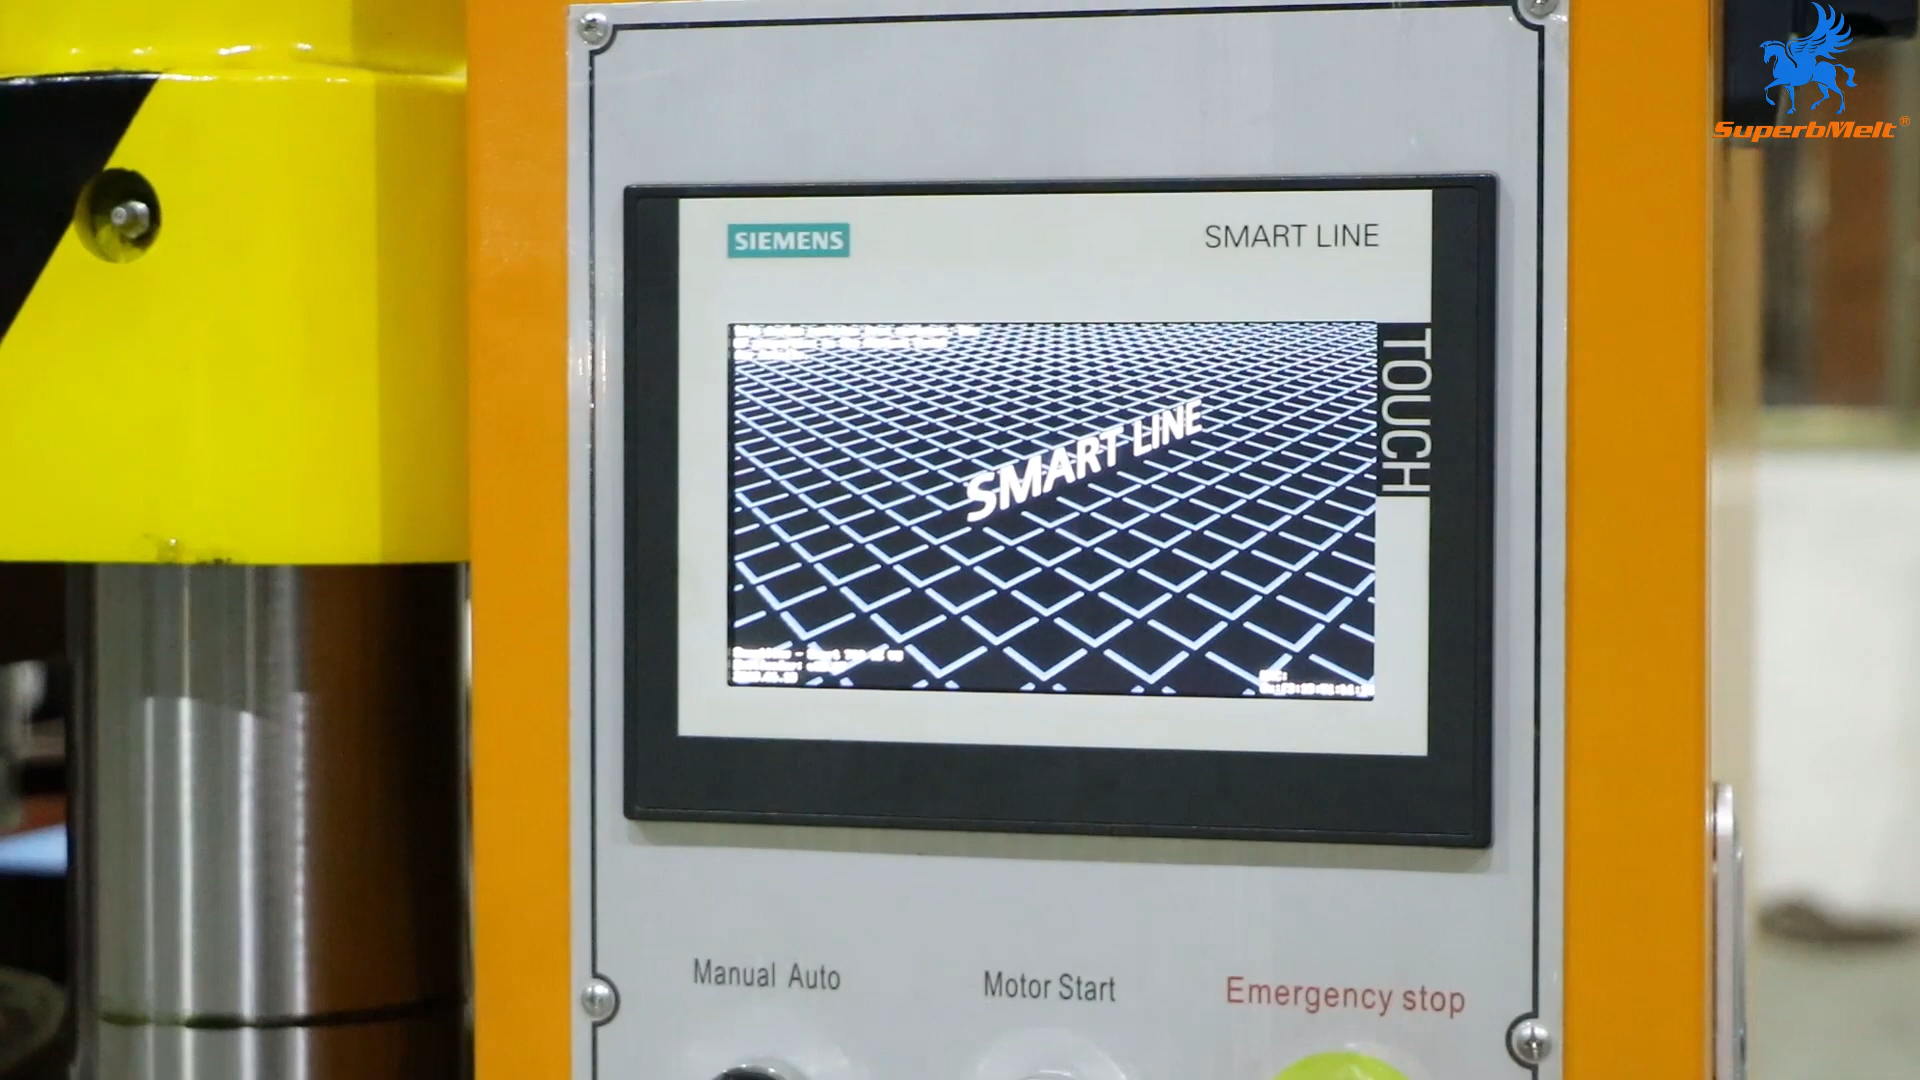 SuperbMelt®
SIEMENS
SMART LINE
TOUCH
SMART LINE
Manual Auto
Motor Start
Emergency stop